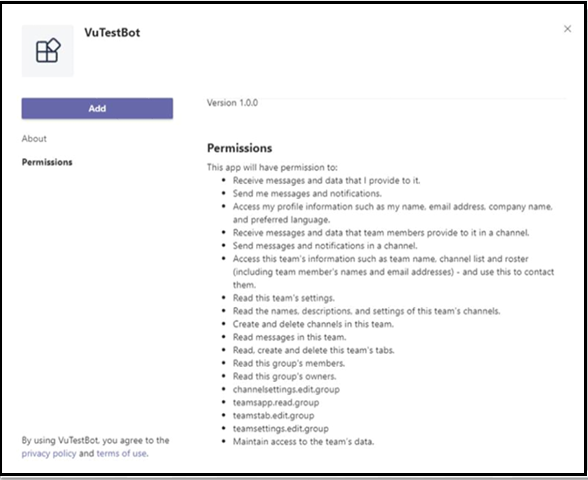 VuTestBot
Add
About
Permissions
By using VuTestBot, you agree to the
privacy policy and terms of use.
Version 1.0.0
Permissions
This app will have permission to:
• Receive messages and data that I provide to it.
• Send me messages and notifications.
• Access my profile information such as my name, email address, company name,
and preferred language.
• Receive messages and data that team members provide to it in a channel.
• Send messages and notifications in a channel.
• Access this team's information such as team name, channel list and roster
(including team member's names and email addresses) - and use this to contact
them.
• Read this team's settings.
• Read the names, descriptions, and settings of this team's channels.
• Create and delete channels in this team.
• Read messages in this team.
• Read, create and delete this team's tabs.
• Read this group's members.
• Read this group's owners.
• channelsettings.edit.group
• teamsapp.read.group
• teamstab.edit.group
• teamsettings.edit.group
• Maintain access to the team's data.